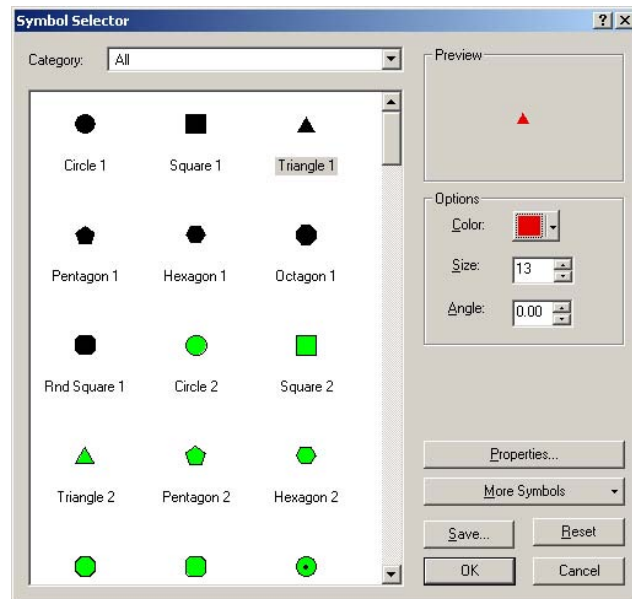 Symbol Selector
Category: All
Circle 1 Square 1 Triangle 1
Pentagon 1 Hexagon 1 Octagon 1
Rnd Square 1 Circle 2 Square 2
Triangle 2 Pentagon 2 Hexagon 2
Preview
Options
Color:
Size: 13
Angle: 0.00
Properties...
More Symbols
Save... Reset
OK Cancel